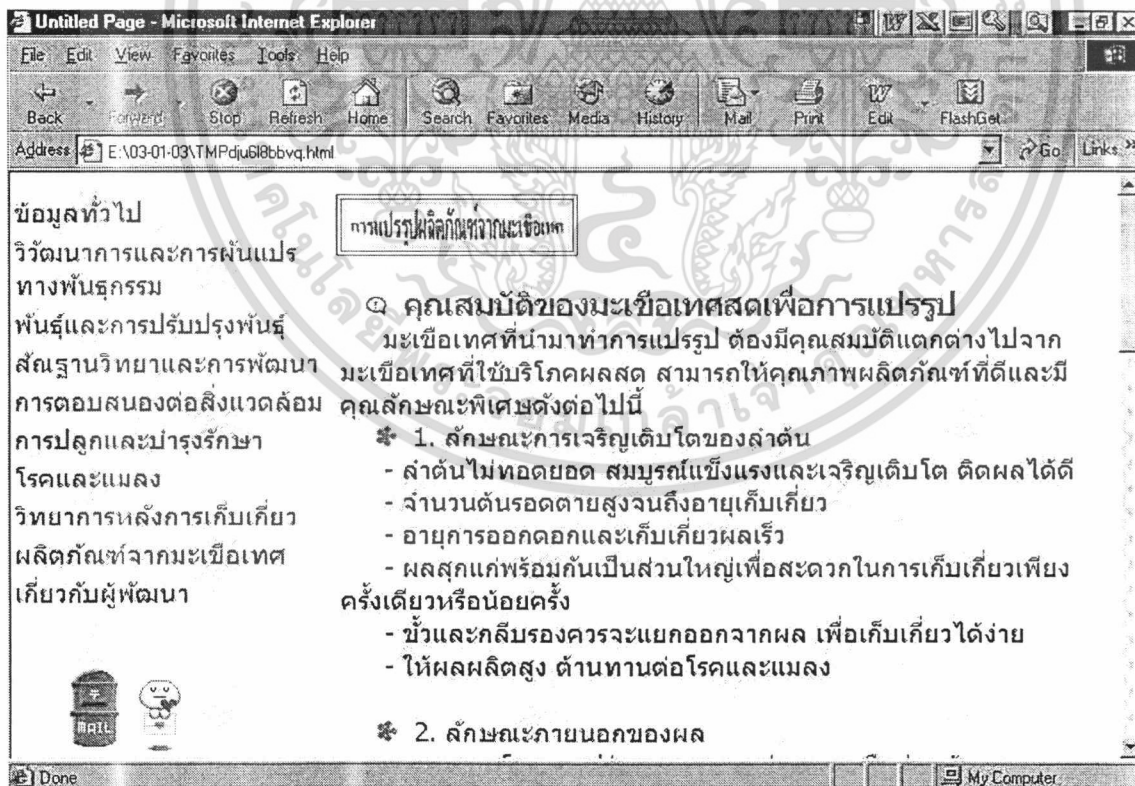 Untitled Page - Microsoft Internet Explorer
File Edit View Favorites Tools Help
Back Forward Stop Refresh Home Search Favorites Media History Mail Print Edit FlashGet
Address E:\03-01-03\TMPdju6l8bbvq.html Go Links »
ข้อมูลทั่วไป
วิวัฒนาการและการผันแปร
ทางพันธุกรรม
พันธุ์และการปรับปรุงพันธุ์
สัณฐานวิทยาและการพัฒนา
การตอบสนองต่อสิ่งแวดล้อม
การปลูกและบำรุงรักษา
โรคและแมลง
วิทยาการหลังการเก็บเกี่ยว
ผลิตภัณฑ์จากมะเขือเทศ
เกี่ยวกับผู้พัฒนา
MAIL
การแปรรูปผลิตภัณฑ์จากมะเขือเทศ
คุณสมบัติของมะเขือเทศสดเพื่อการแปรรูป
มะเขือเทศที่นำมาทำการแปรรูป ต้องมีคุณสมบัติแตกต่างไปจาก
มะเขือเทศที่ใช้บริโภคผลสด สามารถให้คุณภาพผลิตภัณฑ์ที่ดีและมี
คุณลักษณะพิเศษดังต่อไปนี้
1. ลักษณะการเจริญเติบโตของลำต้น
- ลำต้นไม่ทอดยอด สมบูรณ์แข็งแรงและเจริญเติบโต ติดผลได้ดี
- จำนวนต้นรอดตายสูงจนถึงอายุเก็บเกี่ยว
- อายุการออกดอกและเก็บเกี่ยวผลเร็ว
- ผลสุกแก่พร้อมกันเป็นส่วนใหญ่เพื่อสะดวกในการเก็บเกี่ยวเพียง
ครั้งเดียวหรือน้อยครั้ง
- ขั้วและกลีบรองควรจะแยกออกจากผล เพื่อเก็บเกี่ยวได้ง่าย
- ให้ผลผลิตสูง ต้านทานต่อโรคและแมลง
2. ลักษณะภายนอกของผล
Done My Computer